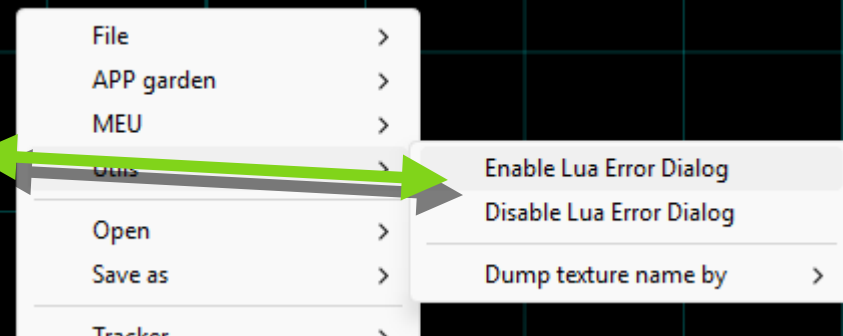 File
APP garden
MEU
Utils
Open
Save as
Tracker
Enable Lua Error Dialog
Disable Lua Error Dialog
Dump texture name by